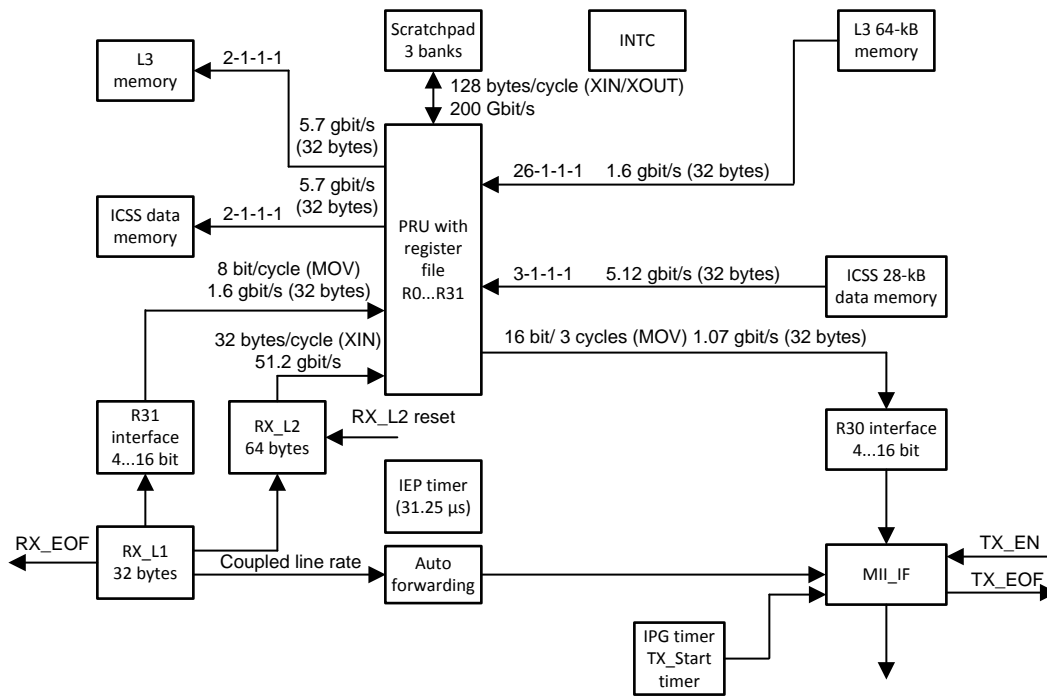 Scratchpad
3 banks
INTC
L3 64-kB
memory
L3
memory
2-1-1-1
128 bytes/cycle (XIN/XOUT)
200 Gbit/s
5.7 gbit/s
(32 bytes)
26-1-1-1 1.6 gbit/s (32 bytes)
5.7 gbit/s
(32 bytes)
ICSS data
memory
2-1-1-1
PRU with
register
file
R0...R31
8 bit/cycle (MOV)
1.6 gbit/s (32 bytes)
3-1-1-1 5.12 gbit/s (32 bytes)
ICSS 28-kB
data memory
32 bytes/cycle (XIN)
51.2 gbit/s
16 bit/ 3 cycles (MOV) 1.07 gbit/s (32 bytes)
R31
interface
4...16 bit
RX_L2
64 bytes
RX_L2 reset
R30 interface
4...16 bit
IEP timer
(31.25 µs)
RX_EOF
RX_L1
32 bytes
Coupled line rate
Auto
forwarding
MII_IF
TX_EN
TX_EOF
IPG timer
TX_Start
timer